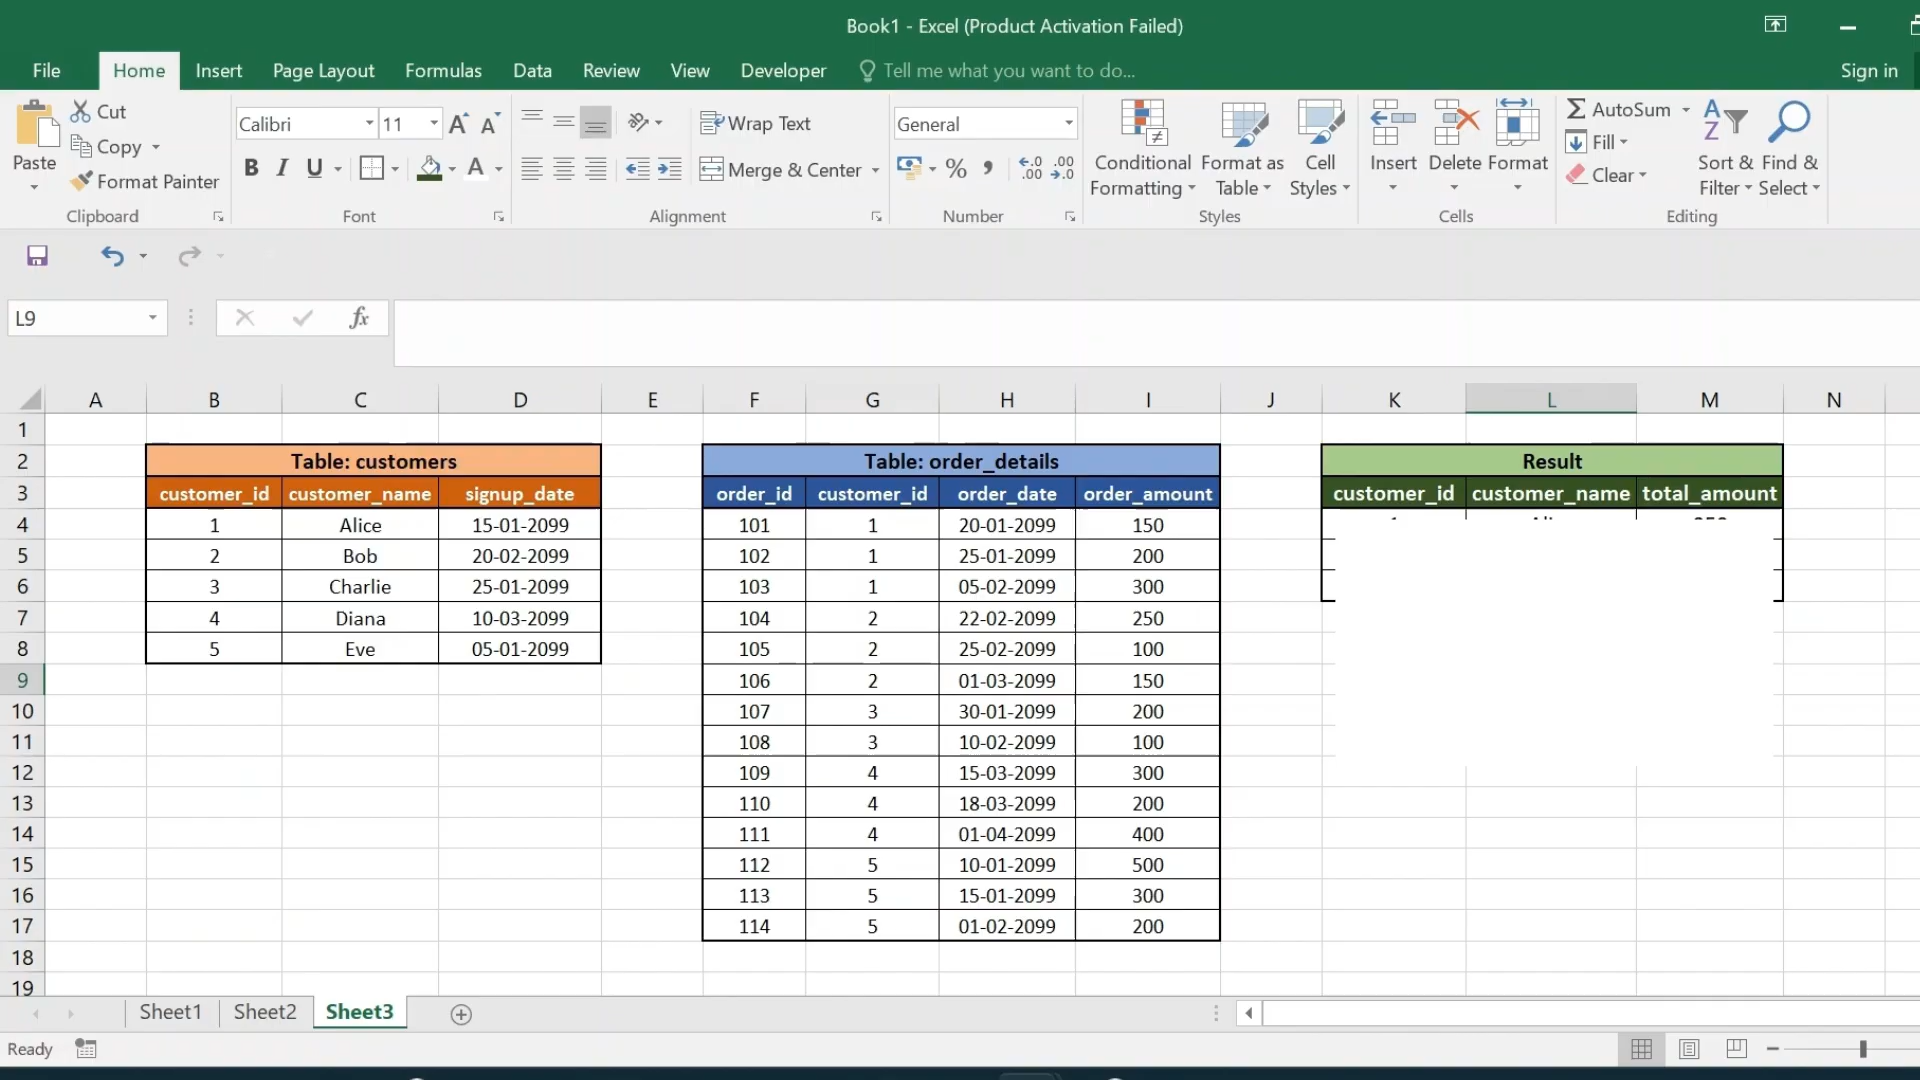 Book1 - Excel (Product Activation Failed)
File Home Insert Page Layout Formulas Data Review View Developer Tell me what you want to do... Sign in
Paste
Cut
Copy
Format Painter
Clipboard
Calibri 11
B I U
Font
Wrap Text
Merge & Center
Alignment
General
% , .00
Number
Conditional Formatting
Format as Table
Cell Styles
Styles
Insert Delete Format
Cells
AutoSum
Fill
Clear
Sort & Filter
Find & Select
Editing
L9 fx
A B C D E F G H I J K L M N
1
2 Table: customers Table: order_details Result
3 customer_id customer_name signup_date order_id customer_id order_date order_amount customer_id customer_name total_amount
4 1 Alice 15-01-2099 101 1 20-01-2099 150
5 2 Bob 20-02-2099 102 1 25-01-2099 200
6 3 Charlie 25-01-2099 103 1 05-02-2099 300
7 4 Diana 10-03-2099 104 2 22-02-2099 250
8 5 Eve 05-01-2099 105 2 25-02-2099 100
9 106 2 01-03-2099 150
10 107 3 30-01-2099 200
11 108 3 10-02-2099 100
12 109 4 15-03-2099 300
13 110 4 18-03-2099 200
14 111 4 01-04-2099 400
15 112 5 10-01-2099 500
16 113 5 15-01-2099 300
17 114 5 01-02-2099 200
18
19
Sheet1 Sheet2 Sheet3
Ready